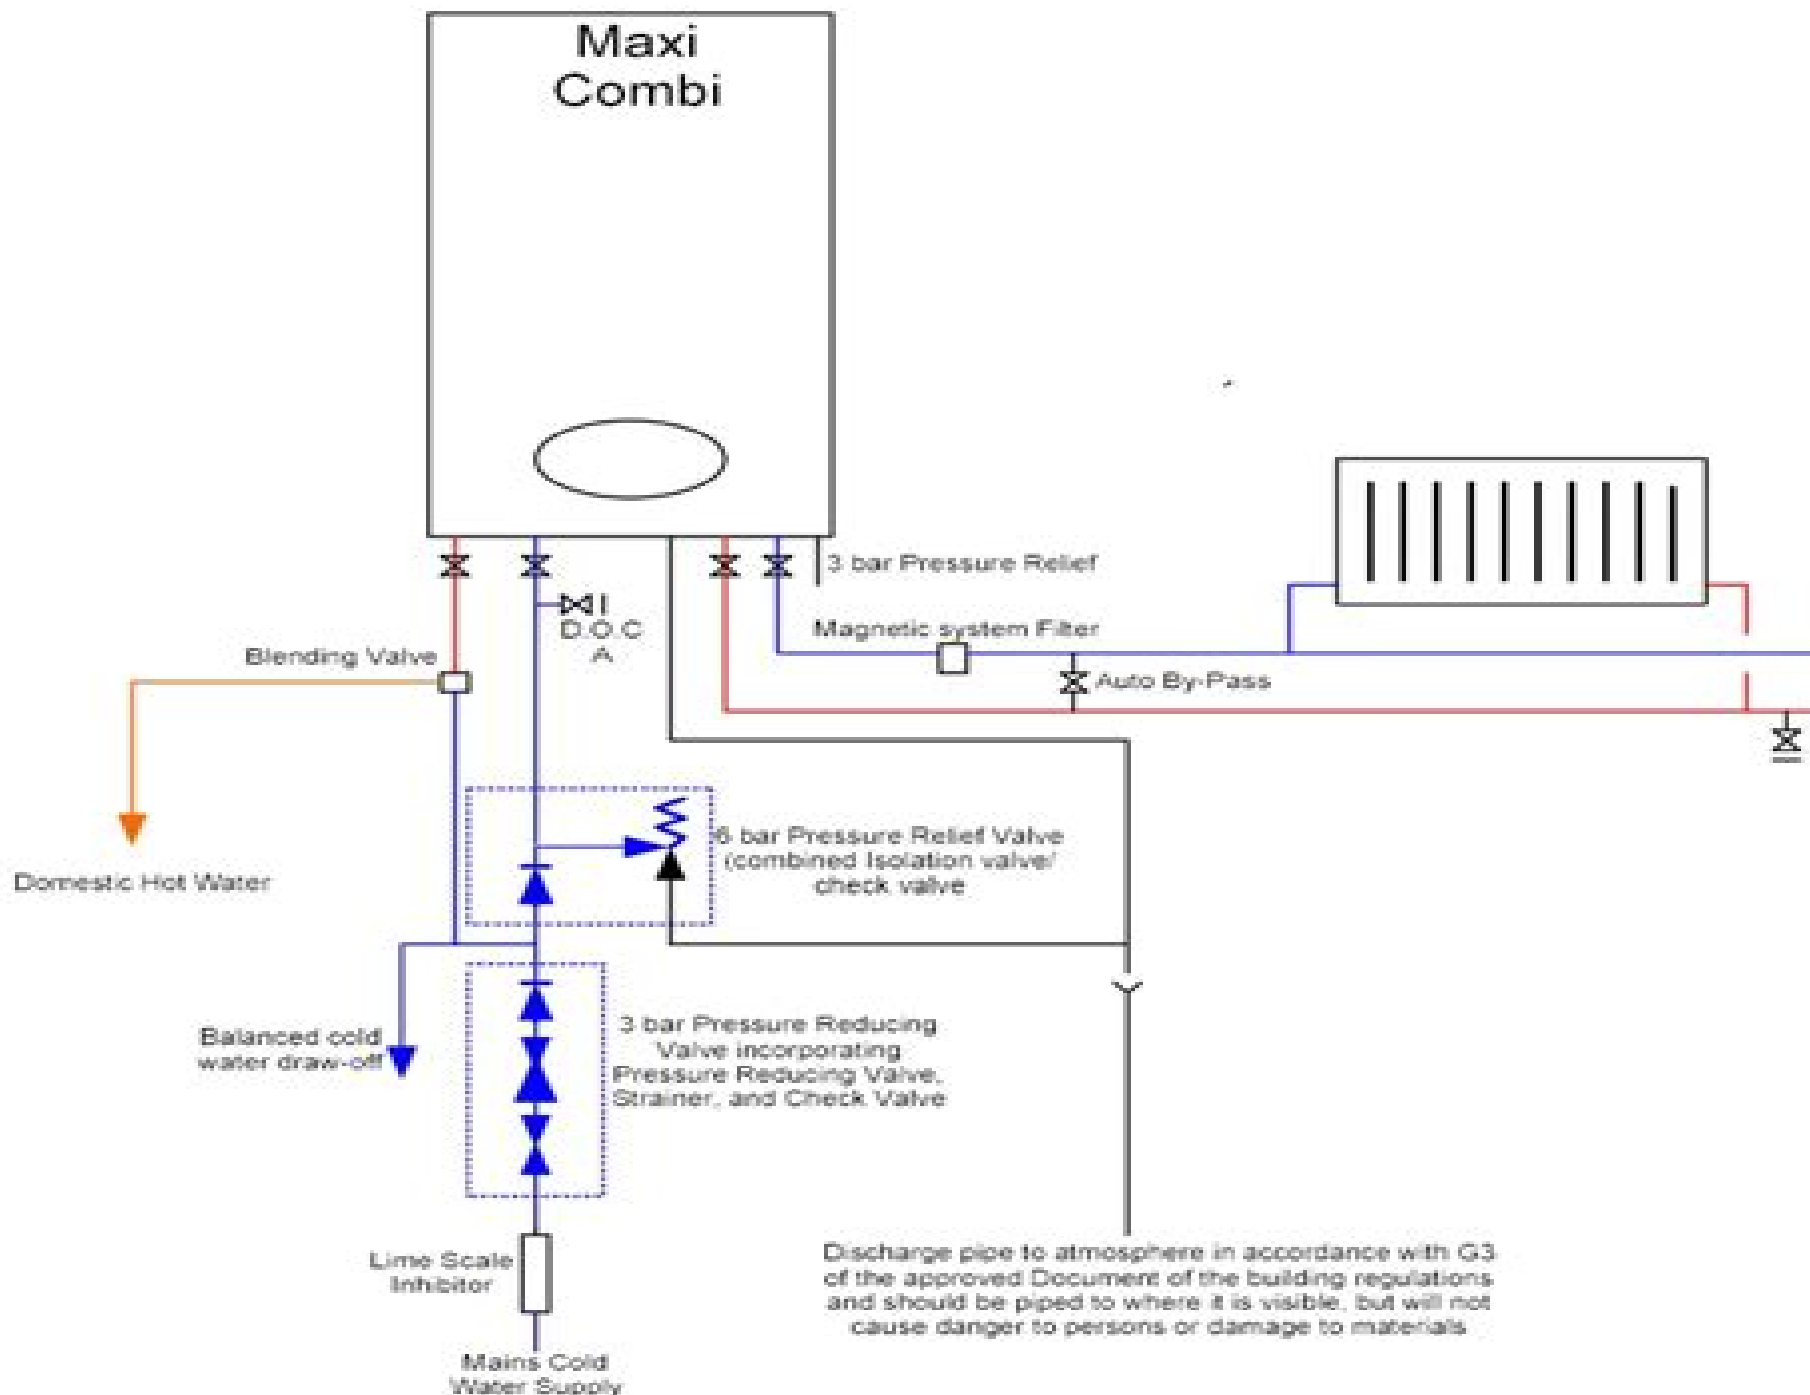 Maxi
Combi
3 bar Pressure Relief
D.O.C
A
Magnetic system Filter
Blending Valve
Auto By-Pass
6 bar Pressure Relief Valve
(combined Isolation valve/
check valve
Domestic Hot Water
3 bar Pressure Reducing
Valve incorporating
Pressure Reducing Valve,
Strainer, and Check Valve
Balanced cold
water draw-off
Lime Scale
Inhibitor
Discharge pipe to atmosphere in accordance with G3
of the approved Document of the building regulations
and should be piped to where it is visible, but will not
cause danger to persons or damage to materials
Mains Cold
Water Supply